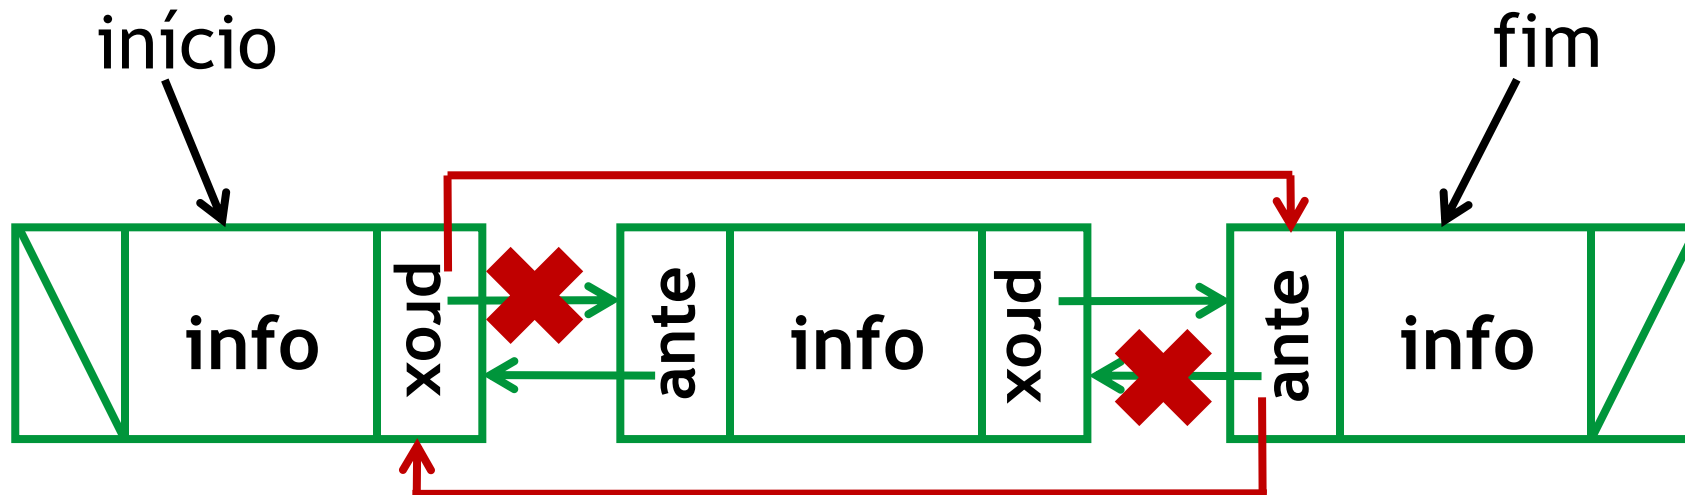 início
fim
info
prox
ante
info
prox
ante
info